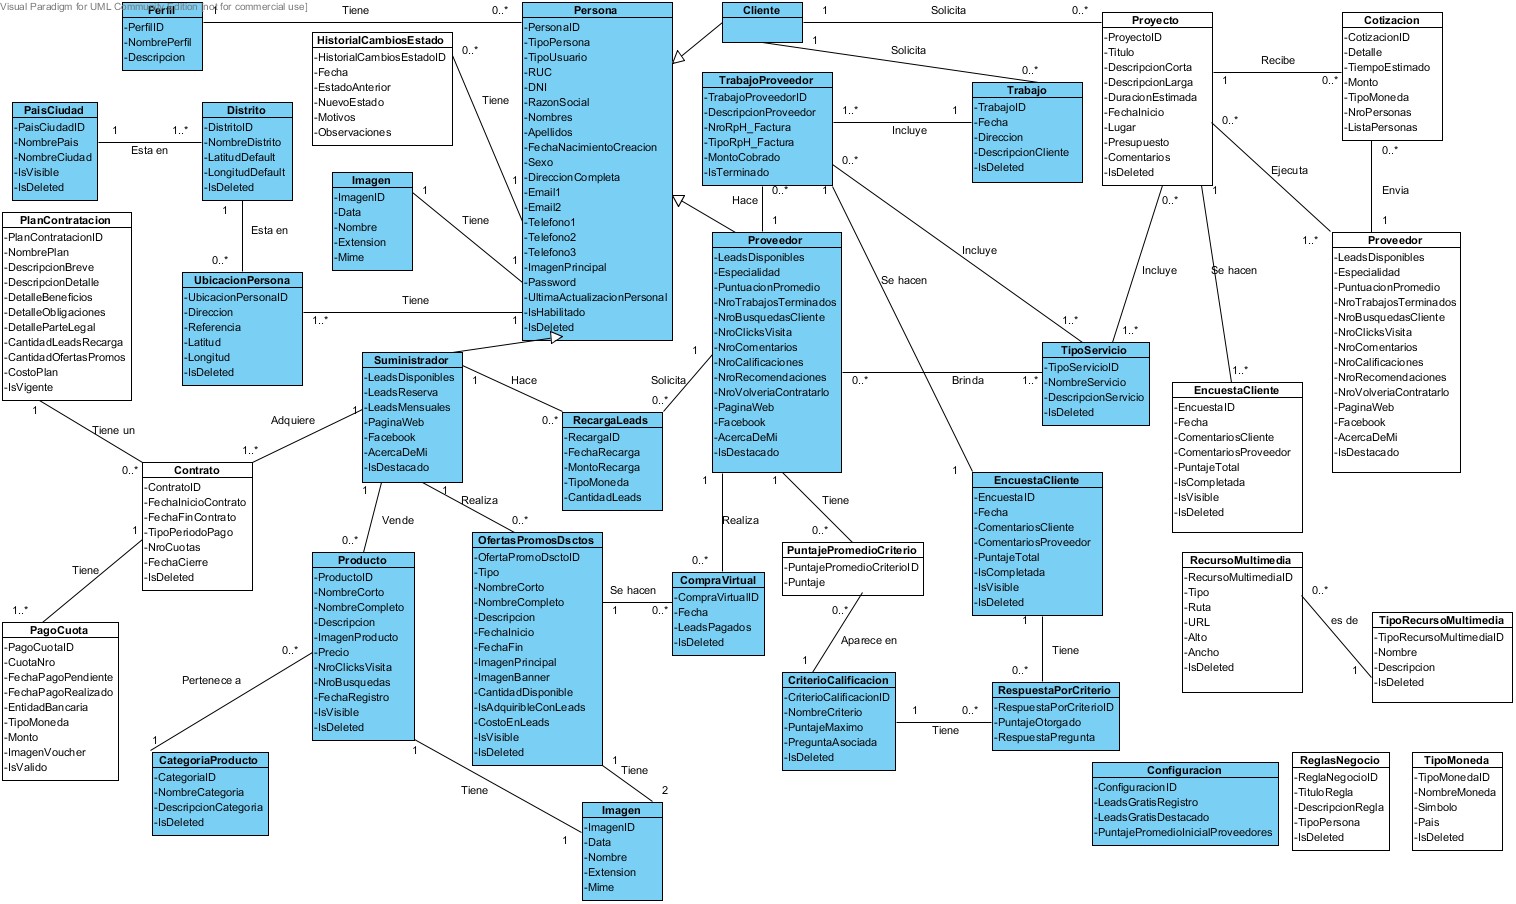 Visual Paradigm for UML Community Edition [not for commercial use]
Perfil
-PerfilID
-NombrePerfil
-Descripcion
1
Tiene
0..*
Persona
-PersonaID
-TipoPersona
-TipoUsuario
-RUC
-DNI
-RazonSocial
-Nombres
-Apellidos
-FechaNacimientoCreacion
-Sexo
-DireccionCompleta
-Email1
-Email2
-Telefono1
-Telefono2
-Telefono3
-ImagenPrincipal
-Password
-UltimaActualizacionPersonal
-IsHabilitado
-IsDeleted
Cliente
1
Solicita
0..*
1
Solicita
0..*
Proyecto
-ProyectoID
-Titulo
-DescripcionCorta
-DescripcionLarga
-DuracionEstimada
-FechaInicio
-Lugar
-Presupuesto
-Comentarios
-IsDeleted
Recibe
1
0..*
Cotizacion
-CotizacionID
-Detalle
-TiempoEstimado
-Monto
-TipoMoneda
-NroPersonas
-ListaPersonas
0..*
Envia
1
0..*
Ejecuta
1..*
HistorialCambiosEstado
-HistorialCambiosEstadoID
-Fecha
-EstadoAnterior
-NuevoEstado
-Motivos
-Observaciones
0..*
Tiene
1
TrabajoProveedor
-TrabajoProveedorID
-DescripcionProveedor
-NroRpH_Factura
-TipoRpH_Factura
-MontoCobrado
-IsTerminado
1..*
1
Incluye
Trabajo
-TrabajoID
-Fecha
-Direccion
-DescripcionCliente
-IsDeleted
PaisCiudad
-PaisCiudadID
-NombrePais
-NombreCiudad
-IsVisible
-IsDeleted
1
1..*
Esta en
Distrito
-DistritoID
-NombreDistrito
-LatitudDefault
-LongitudDefault
-IsDeleted
1
Esta en
0..*
Imagen
-ImagenID
-Data
-Nombre
-Extension
-Mime
1
Tiene
1
0..*
Hace
1
0..*
Incluye
1..*
1
Se hacen
1
0..*
Incluye
1..*
1
Se hacen
1..*
PlanContratacion
-PlanContratacionID
-NombrePlan
-DescripcionBreve
-DescripcionDetalle
-DetalleBeneficios
-DetalleObligaciones
-DetalleParteLegal
-CantidadLeadsRecarga
-CantidadOfertasPromos
-CostoPlan
-IsVigente
UbicacionPersona
-UbicacionPersonaID
-Direccion
-Referencia
-Latitud
-Longitud
-IsDeleted
Tiene
1..*
1
Proveedor
-LeadsDisponibles
-Especialidad
-PuntuacionPromedio
-NroTrabajosTerminados
-NroBusquedasCliente
-NroClicksVisita
-NroComentarios
-NroCalificaciones
-NroRecomendaciones
-NroVolveriaContratarlo
-PaginaWeb
-Facebook
-AcercaDeMi
-IsDestacado
Proveedor
-LeadsDisponibles
-Especialidad
-PuntuacionPromedio
-NroTrabajosTerminados
-NroBusquedasCliente
-NroClicksVisita
-NroComentarios
-NroCalificaciones
-NroRecomendaciones
-NroVolveriaContratarlo
-PaginaWeb
-Facebook
-AcercaDeMi
-IsDestacado
0..*
Brinda
1..*
TipoServicio
-TipoServicioID
-NombreServicio
-DescripcionServicio
-IsDeleted
Suministrador
-LeadsDisponibles
-LeadsReserva
-LeadsMensuales
-PaginaWeb
-Facebook
-AcercaDeMi
-IsDestacado
1
Hace
0..*
1
Solicita
0..*
RecargaLeads
-RecargaID
-FechaRecarga
-MontoRecarga
-TipoMoneda
-CantidadLeads
EncuestaCliente
-EncuestaID
-Fecha
-ComentariosCliente
-ComentariosProveedor
-PuntajeTotal
-IsCompletada
-IsVisible
-IsDeleted
1
Tiene un
0..*
1
Adquiere
1..*
Contrato
-ContratoID
-FechaInicioContrato
-FechaFinContrato
-TipoPeriodoPago
-NroCuotas
-FechaCierre
-IsDeleted
1
Tiene
1..*
1
Vende
0..*
1
Realiza
0..*
1
Realiza
0..*
1
Tiene
0..*
EncuestaCliente
-EncuestaID
-Fecha
-ComentariosCliente
-ComentariosProveedor
-PuntajeTotal
-IsCompletada
-IsVisible
-IsDeleted
Producto
-ProductoID
-NombreCorto
-NombreCompleto
-Descripcion
-ImagenProducto
-Precio
-NroClicksVisita
-NroBusquedas
-FechaRegistro
-IsVisible
-IsDeleted
OfertasPromosDsctos
-OfertaPromoDsctoID
-Tipo
-NombreCorto
-NombreCompleto
-Descripcion
-FechaInicio
-FechaFin
-ImagenPrincipal
-ImagenBanner
-CantidadDisponible
-IsAdquiribleConLeads
-CostoEnLeads
-IsVisible
-IsDeleted
Se hacen
1
0..*
CompraVirtual
-CompraVirtualID
-Fecha
-LeadsPagados
-IsDeleted
PuntajePromedioCriterio
-PuntajePromedioCriterioID
-Puntaje
0..*
Aparece en
1
RecursoMultimedia
-RecursoMultimediaID
-Tipo
-Ruta
-URL
-Alto
-Ancho
-IsDeleted
0..*
es de
1
TipoRecursoMultimedia
-TipoRecursoMultimediaID
-Nombre
-Descripcion
-IsDeleted
PagoCuota
-PagoCuotaID
-CuotaNro
-FechaPagoPendiente
-FechaPagoRealizado
-EntidadBancaria
-TipoMoneda
-Monto
-ImagenVoucher
-IsValido
0..*
Pertenece a
1
CategoriaProducto
-CategoriaID
-NombreCategoria
-DescripcionCategoria
-IsDeleted
1
Tiene
1
1
Tiene
2
Imagen
-ImagenID
-Data
-Nombre
-Extension
-Mime
CriterioCalificacion
-CriterioCalificacionID
-NombreCriterio
-PuntajeMaximo
-PreguntaAsociada
-IsDeleted
1
0..*
Tiene
1
Tiene
0..*
RespuestaPorCriterio
-RespuestaPorCriterioID
-PuntajeOtorgado
-RespuestaPregunta
Configuracion
-ConfiguracionID
-LeadsGratisRegistro
-LeadsGratisDestacado
-PuntajePromedioInicialProveedores
ReglasNegocio
-ReglaNegocioID
-TituloRegla
-DescripcionRegla
-TipoPersona
-IsDeleted
TipoMoneda
-TipoMonedaID
-NombreMoneda
-Simbolo
-Pais
-IsDeleted